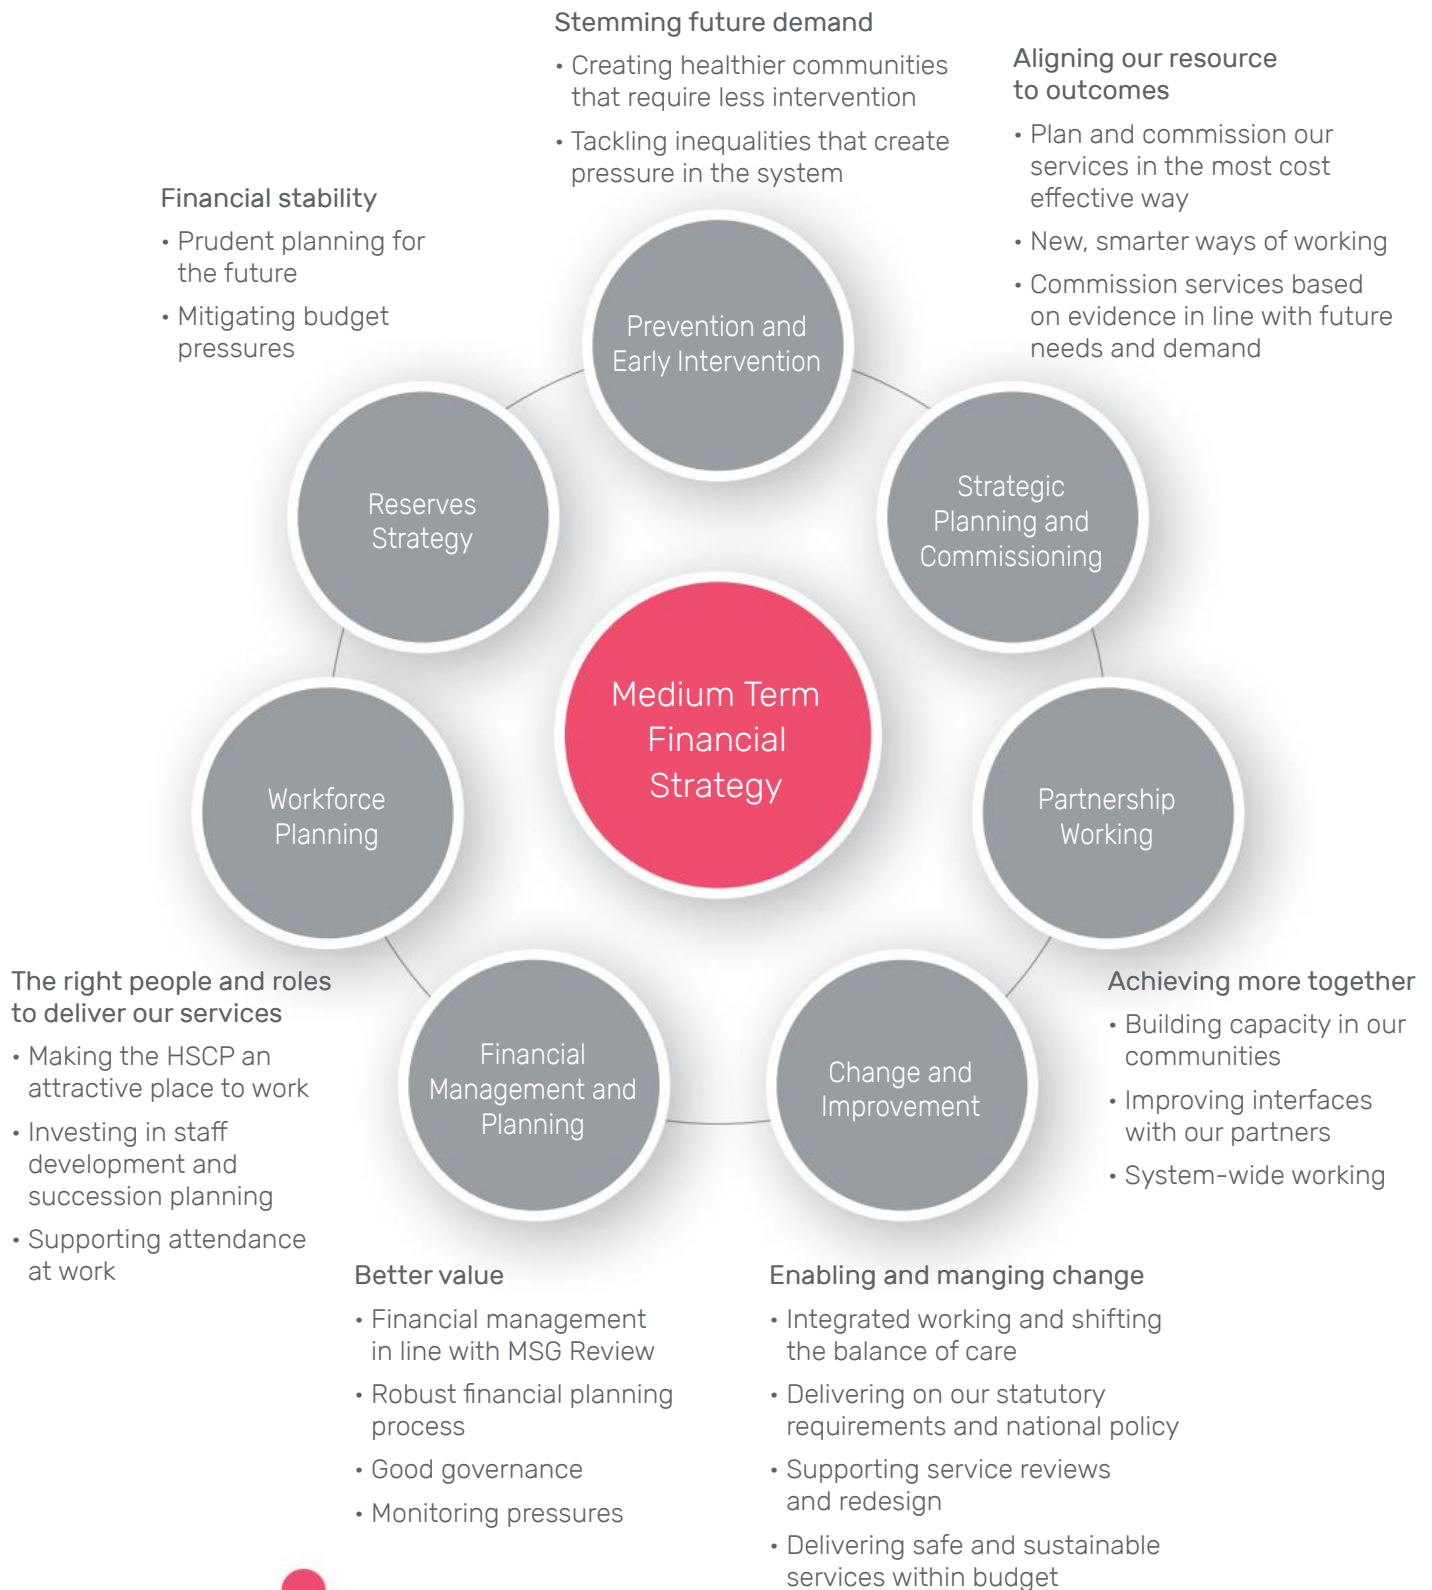 Stemming future demand
• Creating healthier communities
that require less intervention
• Tackling inequalities that create
pressure in the system
Aligning our resource
to outcomes
• Plan and commission our
services in the most cost
effective way
• New, smarter ways of working
• Commission services based
on evidence in line with future
needs and demand
Financial stability
• Prudent planning for
the future
• Mitigating budget
pressures
Prevention and
Early Intervention
Reserves
Strategy
Strategic
Planning and
Commissioning
Medium Term
Financial
Strategy
Workforce
Planning
Partnership
Working
Financial
Management and
Planning
Change and
Improvement
The right people and roles
to deliver our services
• Making the HSCP an
attractive place to work
• Investing in staff
development and
succession planning
• Supporting attendance
at work
Achieving more together
• Building capacity in our
communities
• Improving interfaces
with our partners
• System-wide working
Better value
• Financial management
in line with MSG Review
• Robust financial planning
process
• Good governance
• Monitoring pressures
Enabling and manging change
• Integrated working and shifting
the balance of care
• Delivering on our statutory
requirements and national policy
• Supporting service reviews
and redesign
• Delivering safe and sustainable
services within budget